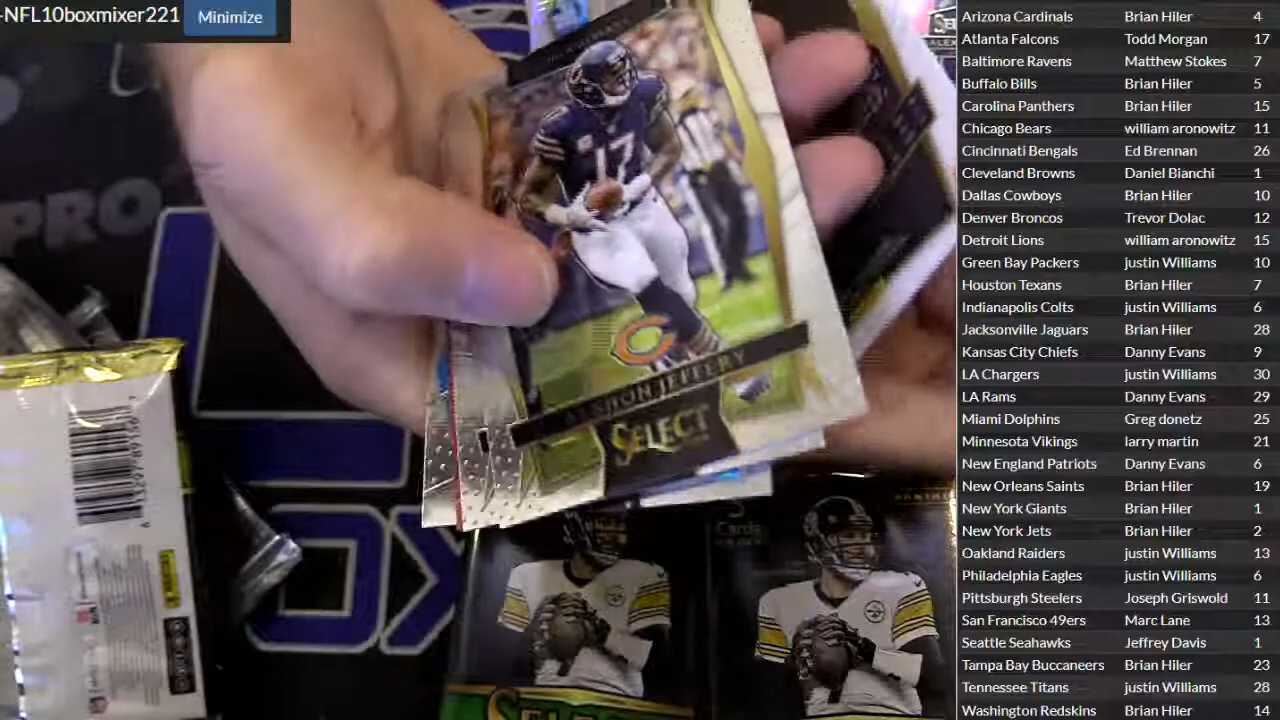 -NFL10boxmixer221 Minimize
PRO
17
ALSHON JEFFERY
SELECT
Cards
SELECT
Arizona Cardinals Brian Hiler 4
Atlanta Falcons Todd Morgan 17
Baltimore Ravens Matthew Stokes 7
Buffalo Bills Brian Hiler 5
Carolina Panthers Brian Hiler 15
Chicago Bears william aronowitz 11
Cincinnati Bengals Ed Brennan 26
Cleveland Browns Daniel Bianchi 1
Dallas Cowboys Brian Hiler 10
Denver Broncos Trevor Dolac 12
Detroit Lions william aronowitz 15
Green Bay Packers justin Williams 10
Houston Texans Brian Hiler 7
Indianapolis Colts justin Williams 6
Jacksonville Jaguars Brian Hiler 28
Kansas City Chiefs Danny Evans 9
LA Chargers justin Williams 30
LA Rams Danny Evans 29
Miami Dolphins Greg donetz 25
Minnesota Vikings larry martin 21
New England Patriots Danny Evans 6
New Orleans Saints Brian Hiler 19
New York Giants Brian Hiler 1
New York Jets Brian Hiler 2
Oakland Raiders justin Williams 13
Philadelphia Eagles justin Williams 6
Pittsburgh Steelers Joseph Griswold 11
San Francisco 49ers Marc Lane 13
Seattle Seahawks Jeffrey Davis 1
Tampa Bay Buccaneers Brian Hiler 23
Tennessee Titans justin Williams 28
Washington Redskins Brian Hiler 14